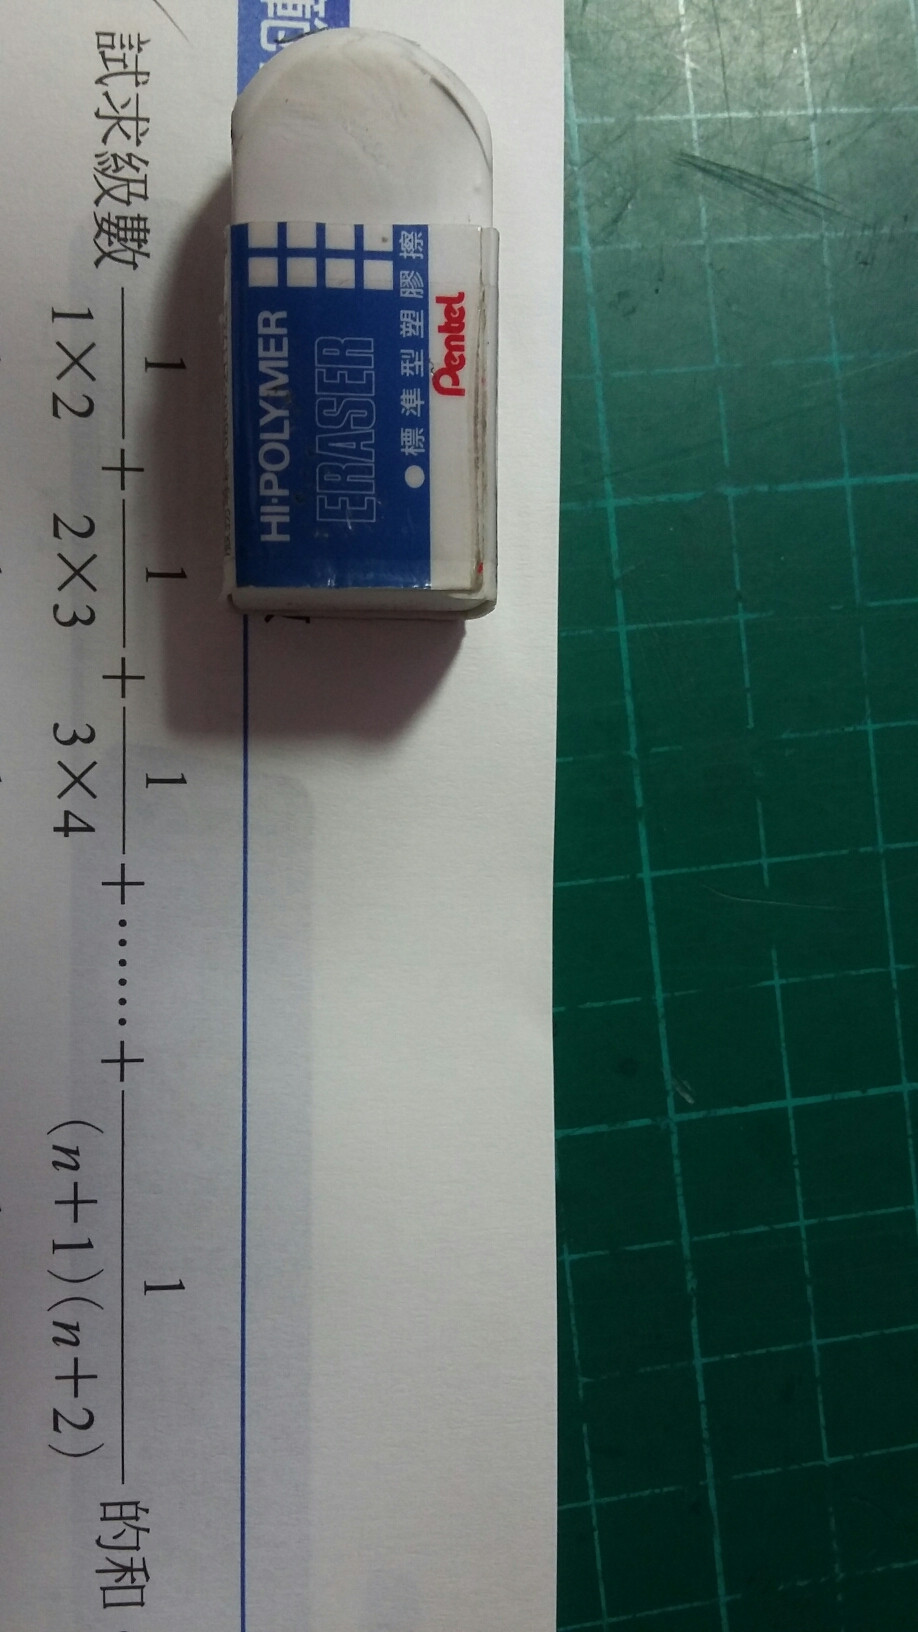 試求級數 1/(1×2) + 1/(2×3) + 1/(3×4) + …… + 1/((n+1)(n+2)) 的和
Pentel
●標準型塑膠擦
ERASER
HI-POLYMER